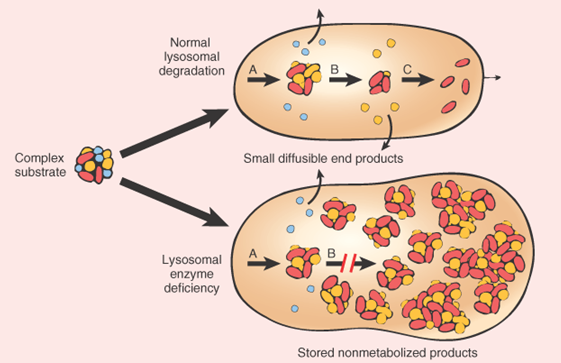 Normal
lysosomal
degradation
A
B
C
Complex
substrate
Small diffusible end products
Lysosomal
enzyme
deficiency
A
B
Stored nonmetabolized products